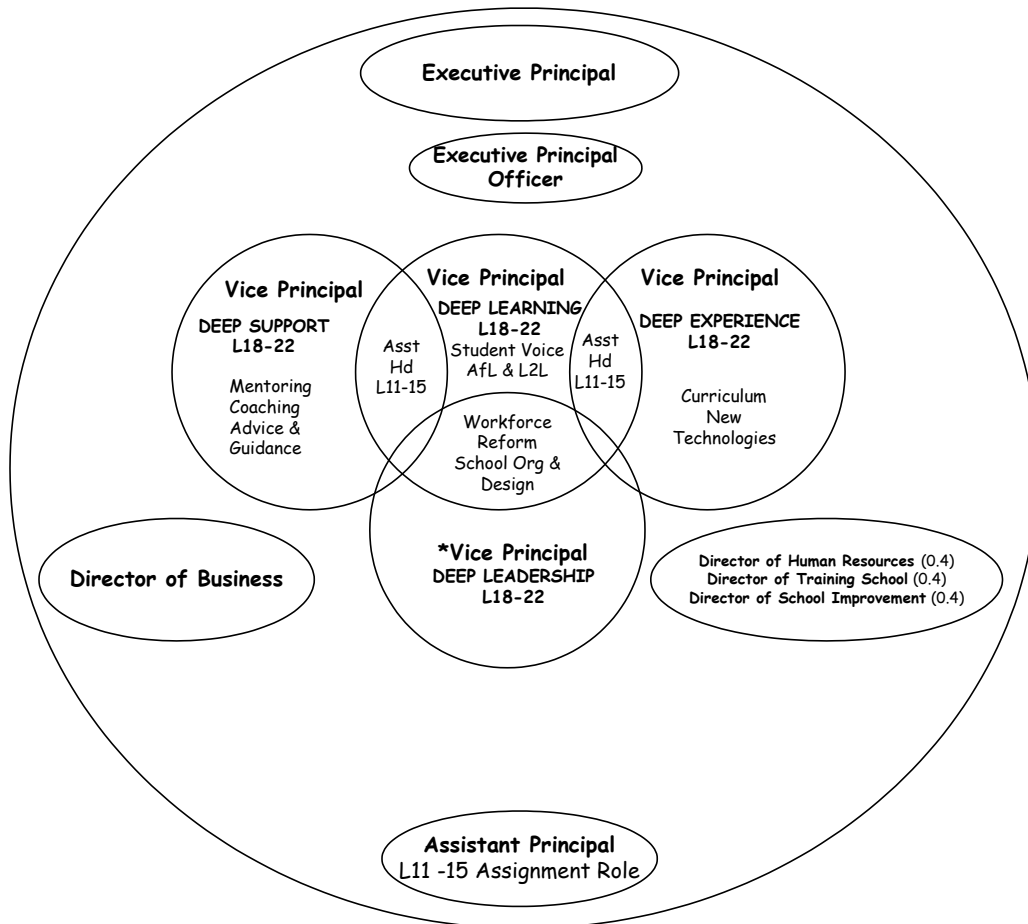 Executive Principal
Executive Principal
Officer
Vice Principal
DEEP SUPPORT
L18-22
Mentoring
Coaching
Advice &
Guidance
Asst
Hd
L11-15
Vice Principal
DEEP LEARNING
L18-22
Student Voice
AfL & L2L
Asst
Hd
L11-15
Vice Principal
DEEP EXPERIENCE
L18-22
Curriculum
New
Technologies
Workforce
Reform
School Org &
Design
*Vice Principal
DEEP LEADERSHIP
L18-22
Director of Business
Director of Human Resources (0.4)
Director of Training School (0.4)
Director of School Improvement (0.4)
Assistant Principal
L11 -15 Assignment Role